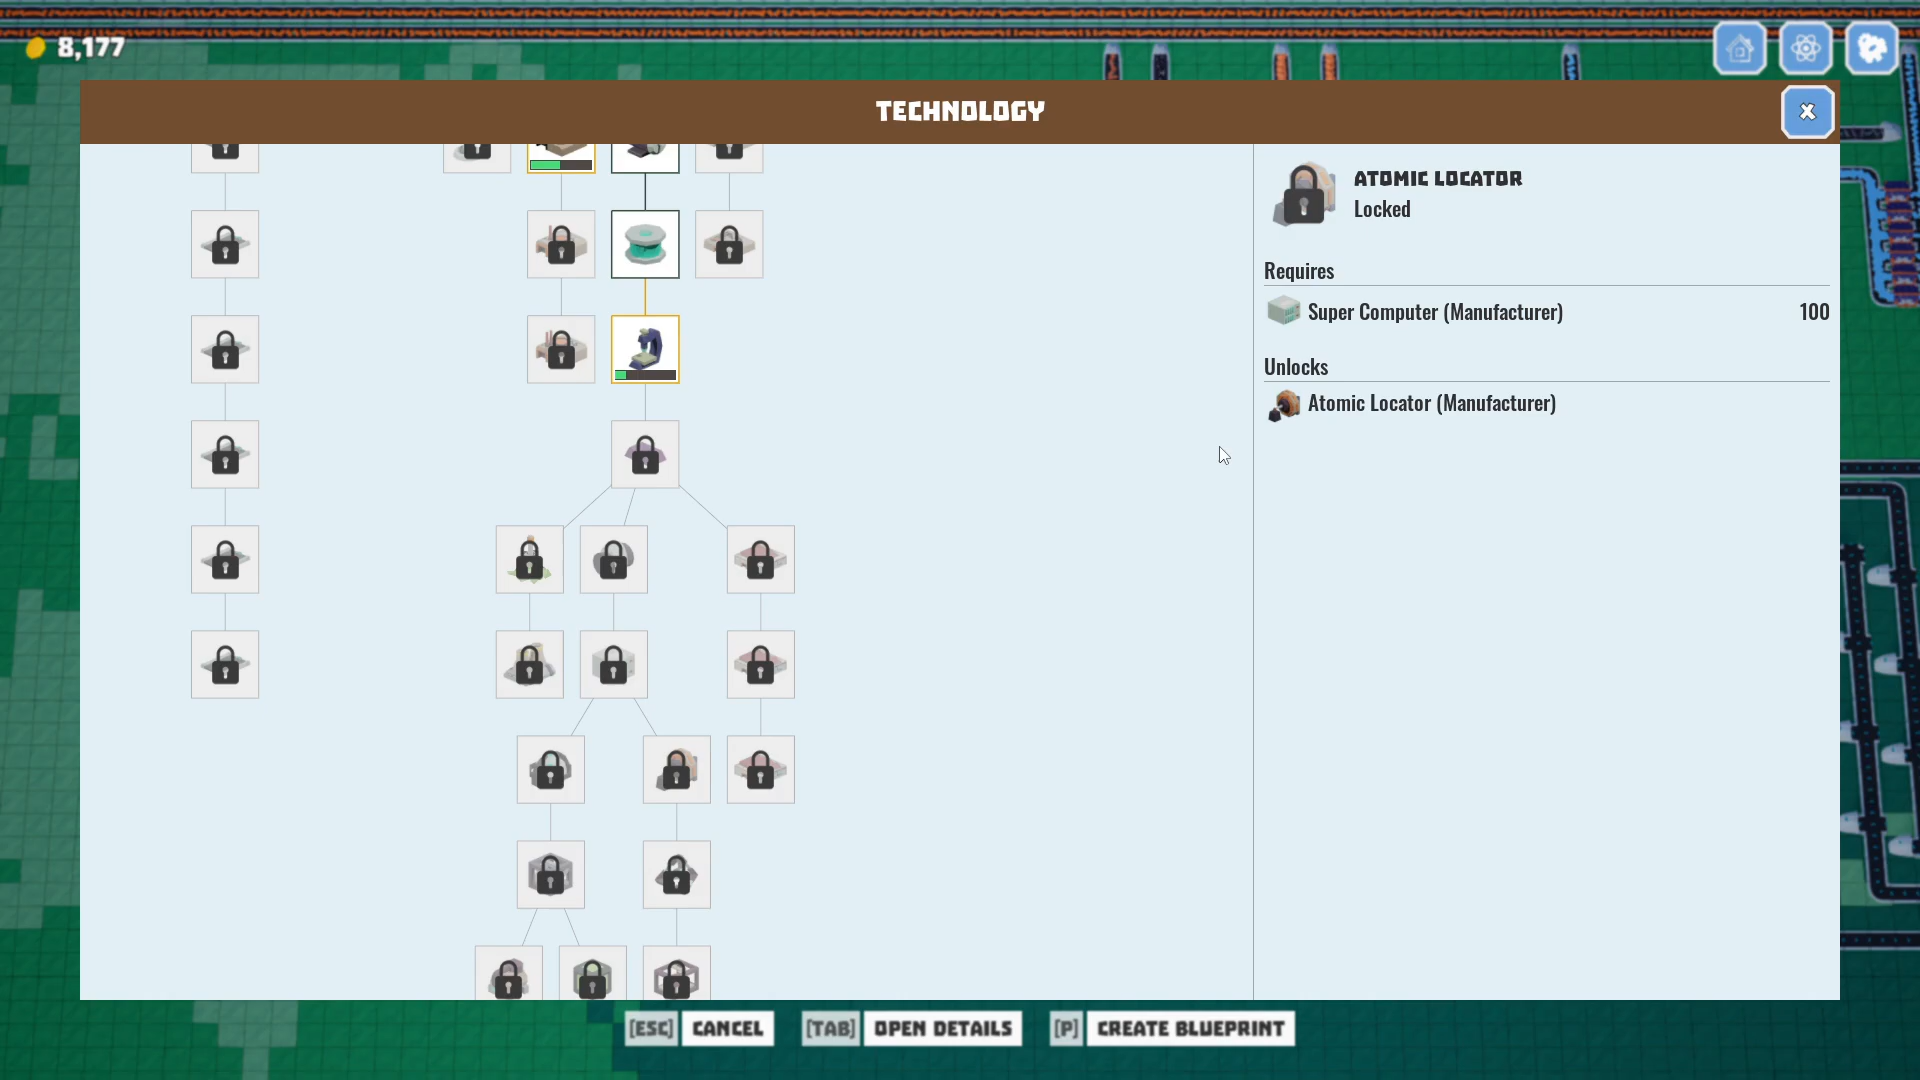 8,177
TECHNOLOGY
X
ATOMIC LOCATOR
Locked
Requires
Super Computer (Manufacturer) 100
Unlocks
Atomic Locator (Manufacturer)
[ESC] CANCEL [TAB] OPEN DETAILS [P] CREATE BLUEPRINT